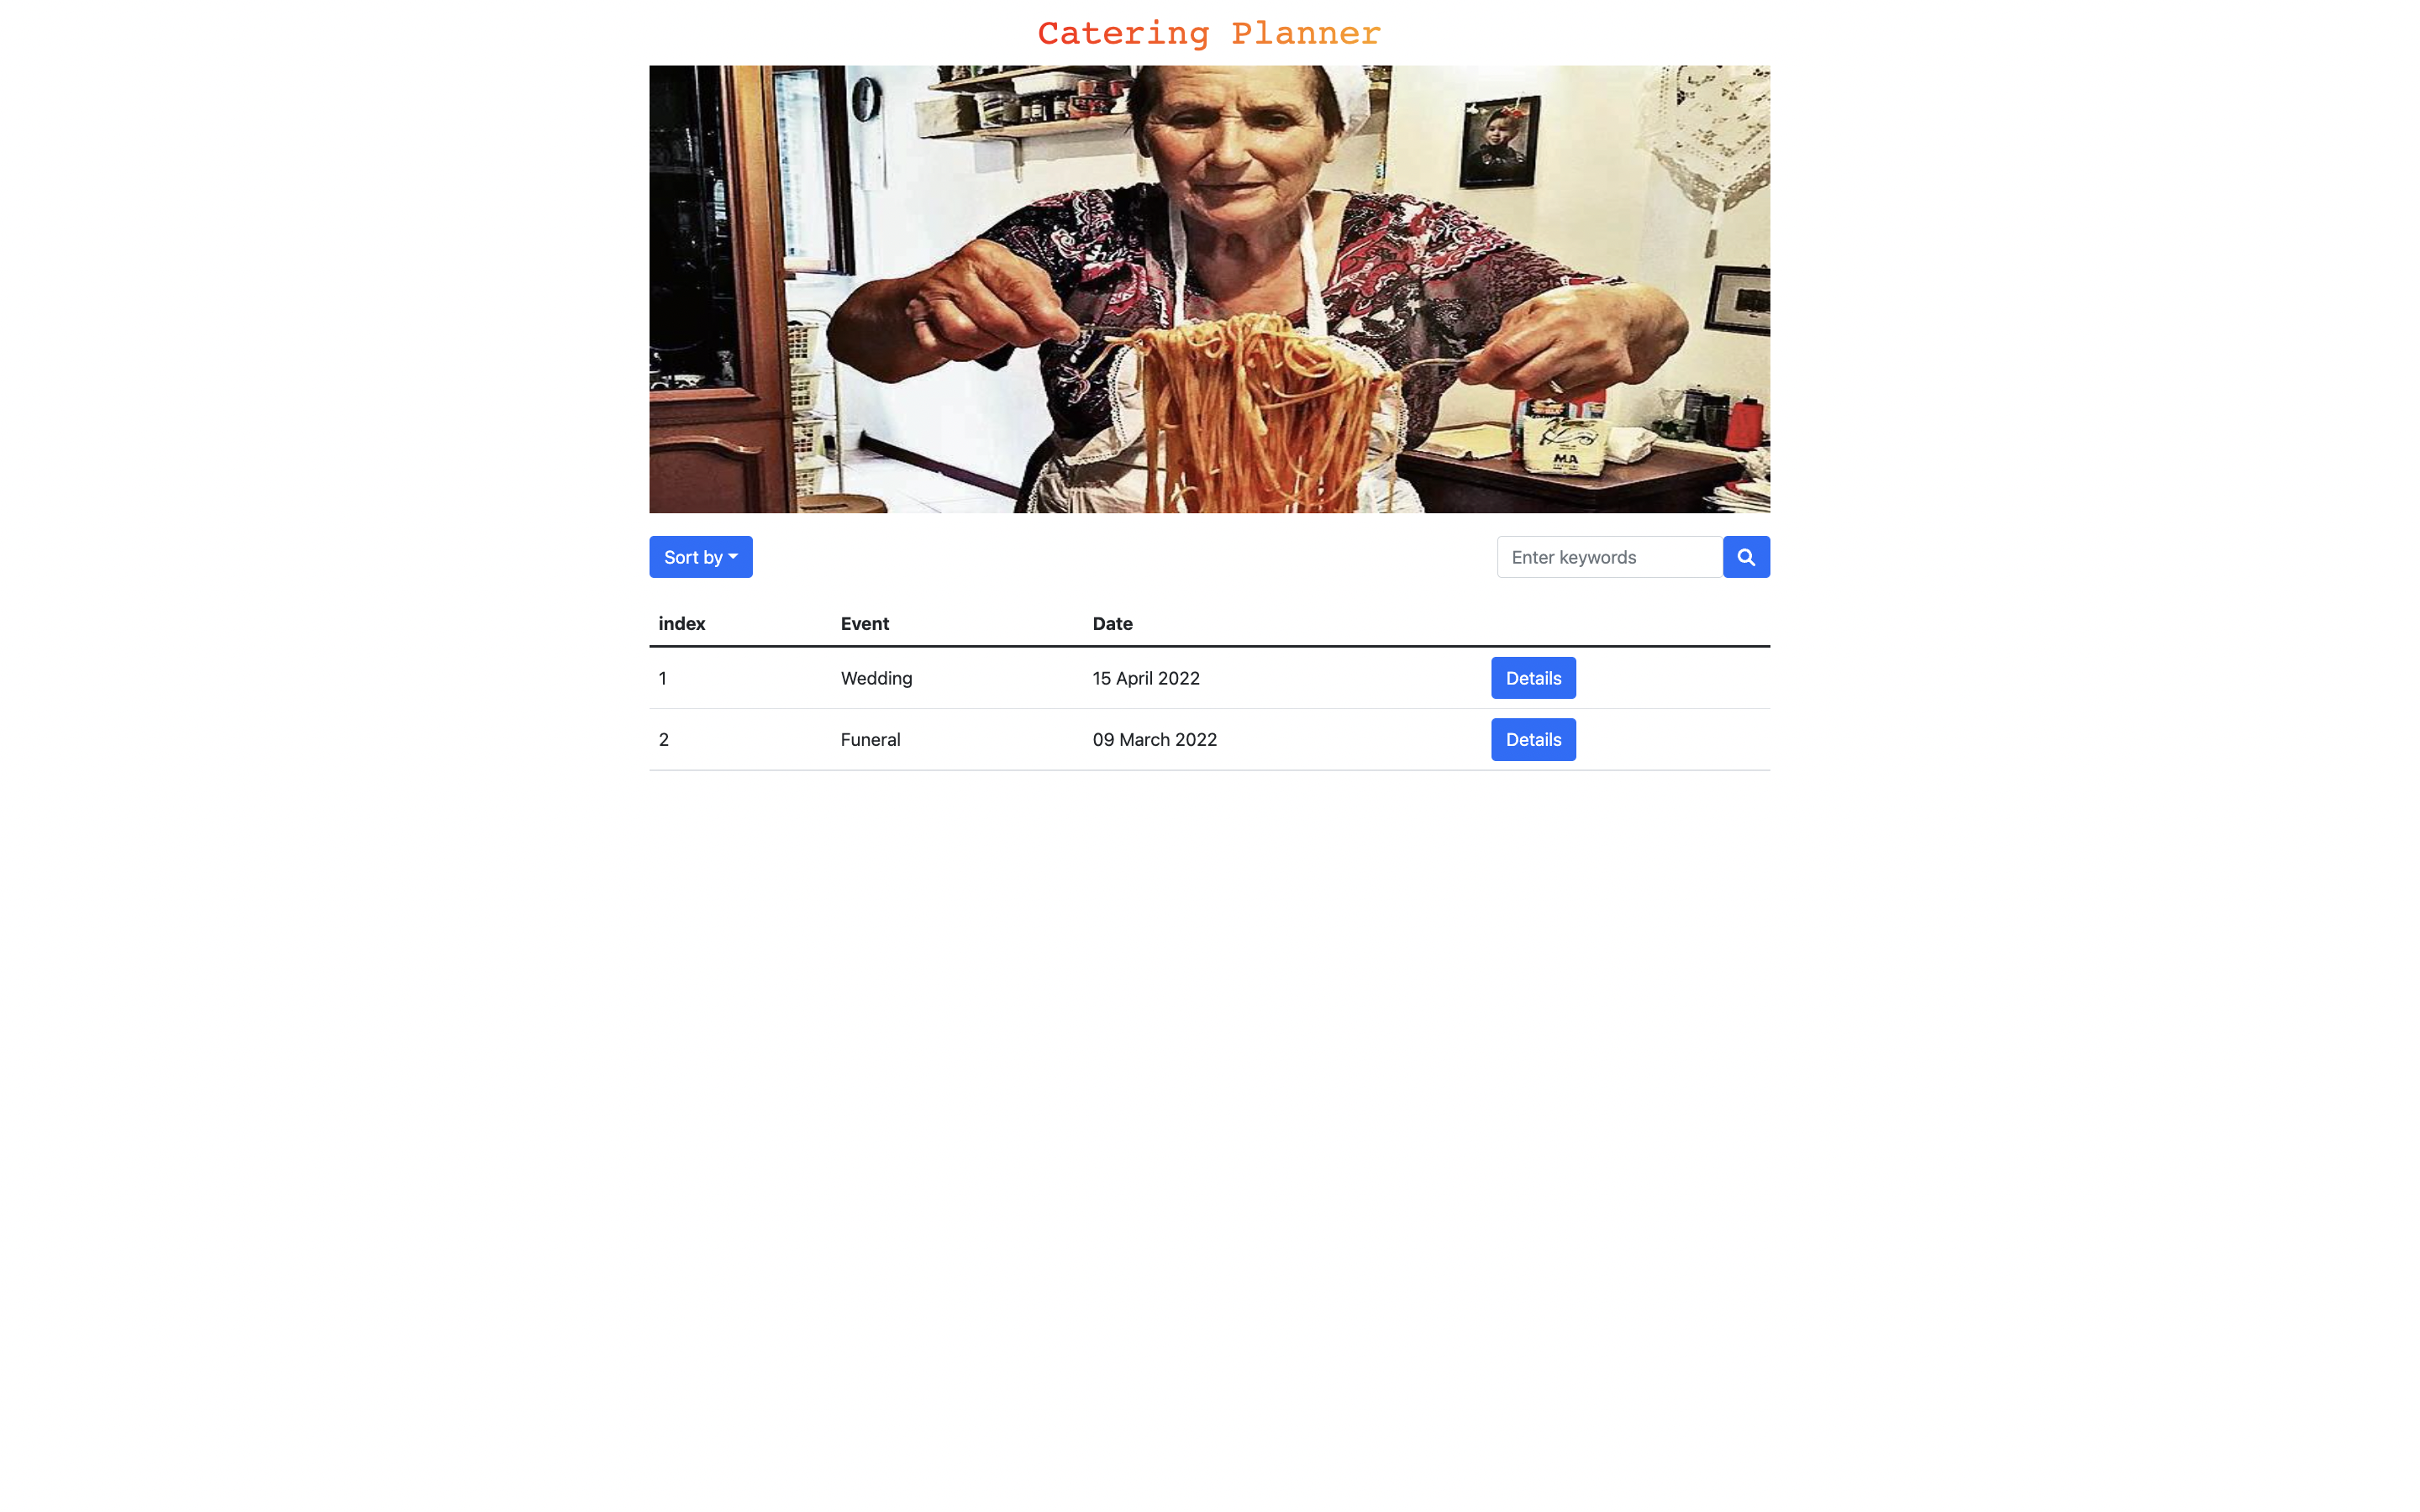 Catering Planner
MA
Sort by
Enter keywords
index Event Date
1 Wedding 15 April 2022 Details
2 Funeral 09 March 2022 Details